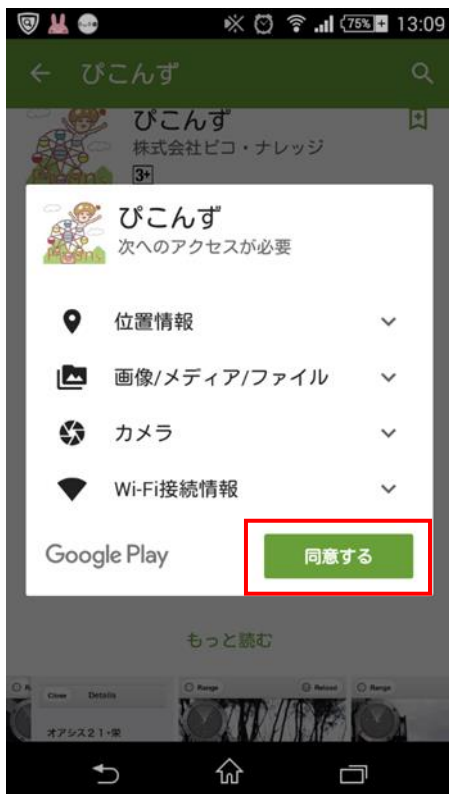 75% 13:09
ぴこんず
ぴこんず
株式会社ピコ・ナレッジ
3+
ぴこんず
次へのアクセスが必要
位置情報
画像/メディア/ファイル
カメラ
Wi-Fi接続情報
Google Play
同意する
もっと読む
Close Details
Range
Reload
Range
オアシス21・栄